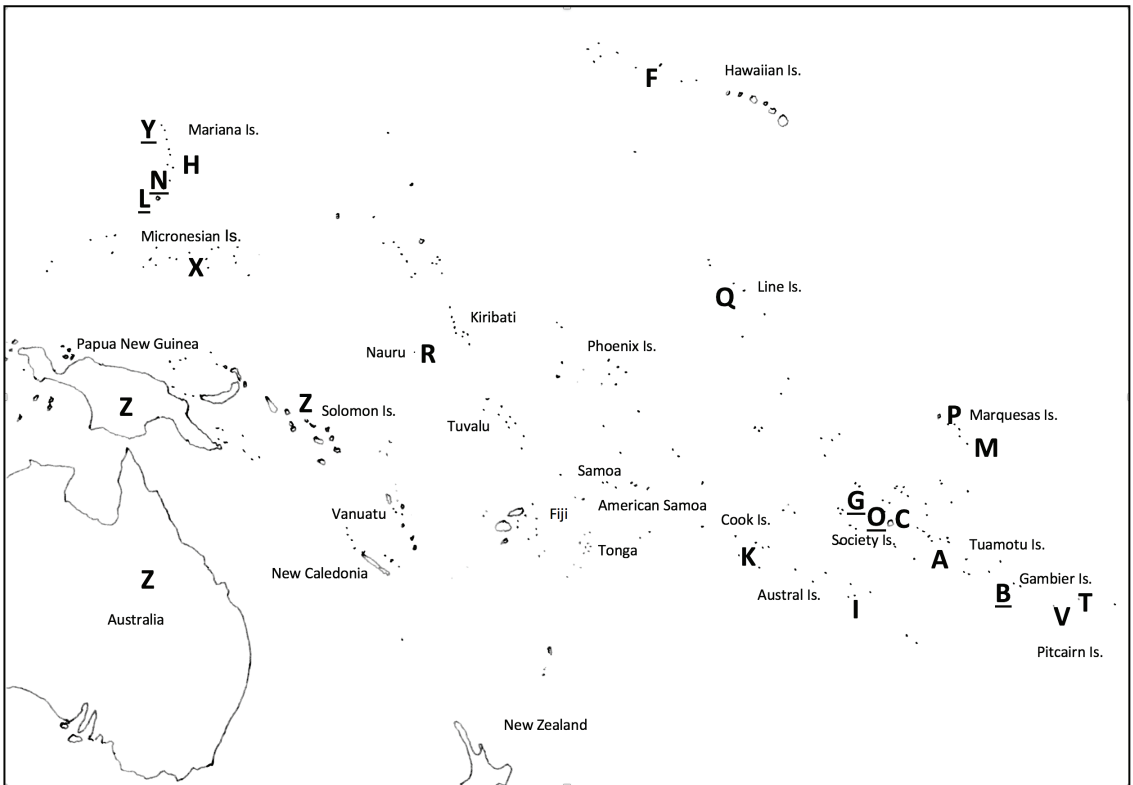 Hawaiian Is.
F
Y
Mariana Is.
H
N
L
Micronesian Is.
X
Q
Line Is.
Kiribati
Papua New Guinea
Nauru
R
Phoenix Is.
Z
Z
Solomon Is.
P
Marquesas Is.
Tuvalu
M
Samoa
American Samoa
G
O
C
Vanuatu
Fiji
Cook Is.
Society Is.
Tonga
K
A
Tuamotu Is.
New Caledonia
Z
Gambier Is.
Austral Is.
I
B
V
T
Australia
Pitcairn Is.
New Zealand